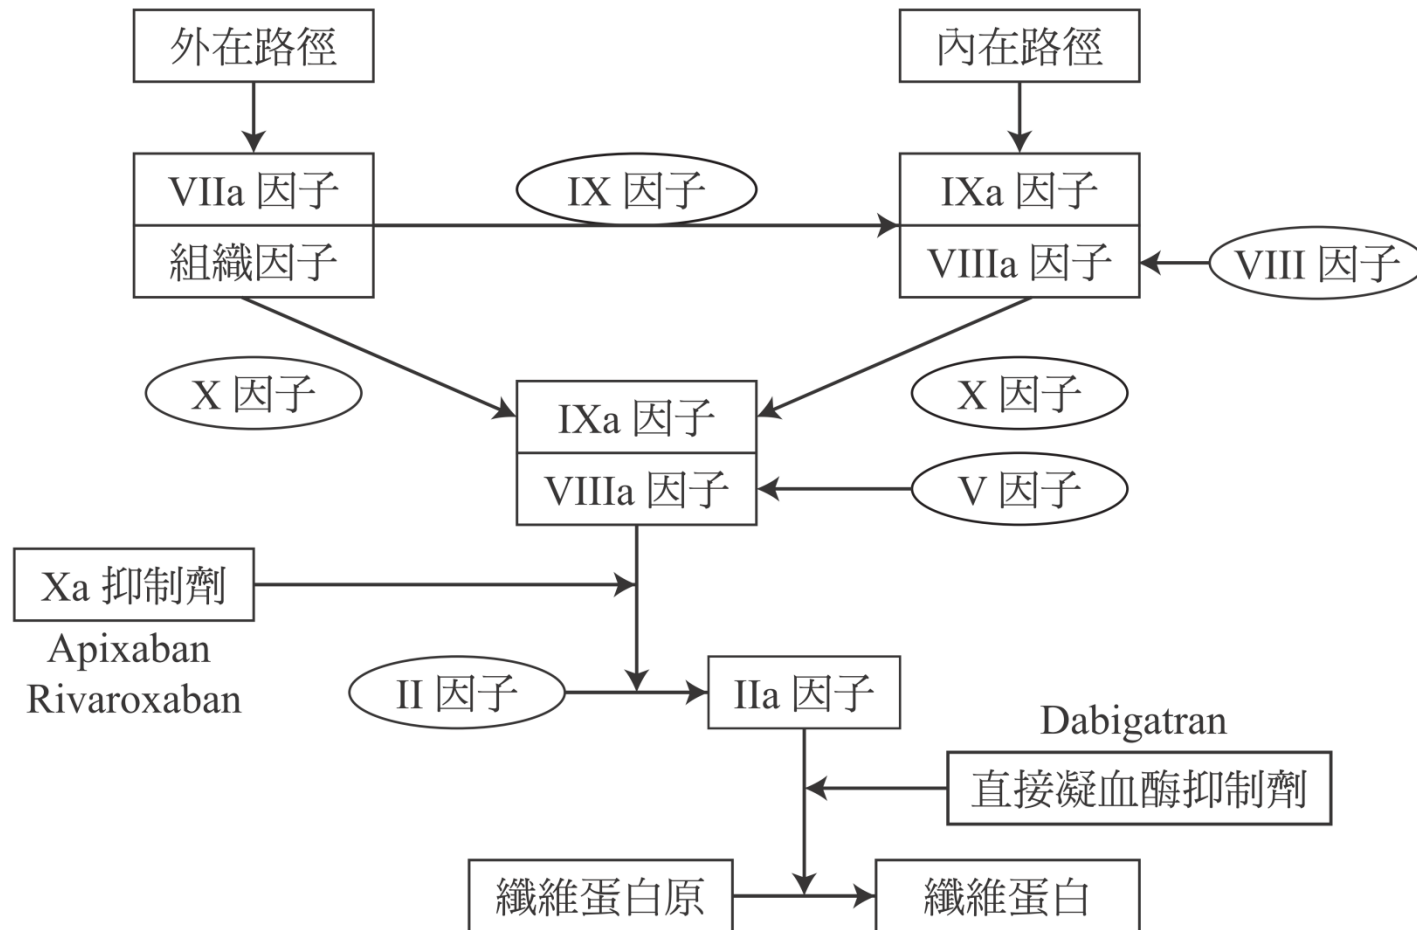 外在路徑
內在路徑
VIIa 因子
IX 因子
IXa 因子
組織因子
VIIIa 因子
VIII 因子
X 因子
IXa 因子
X 因子
VIIIa 因子
V 因子
Xa 抑制劑
Apixaban
Rivaroxaban
II 因子
IIa 因子
Dabigatran
直接凝血酶抑制劑
纖維蛋白原
纖維蛋白